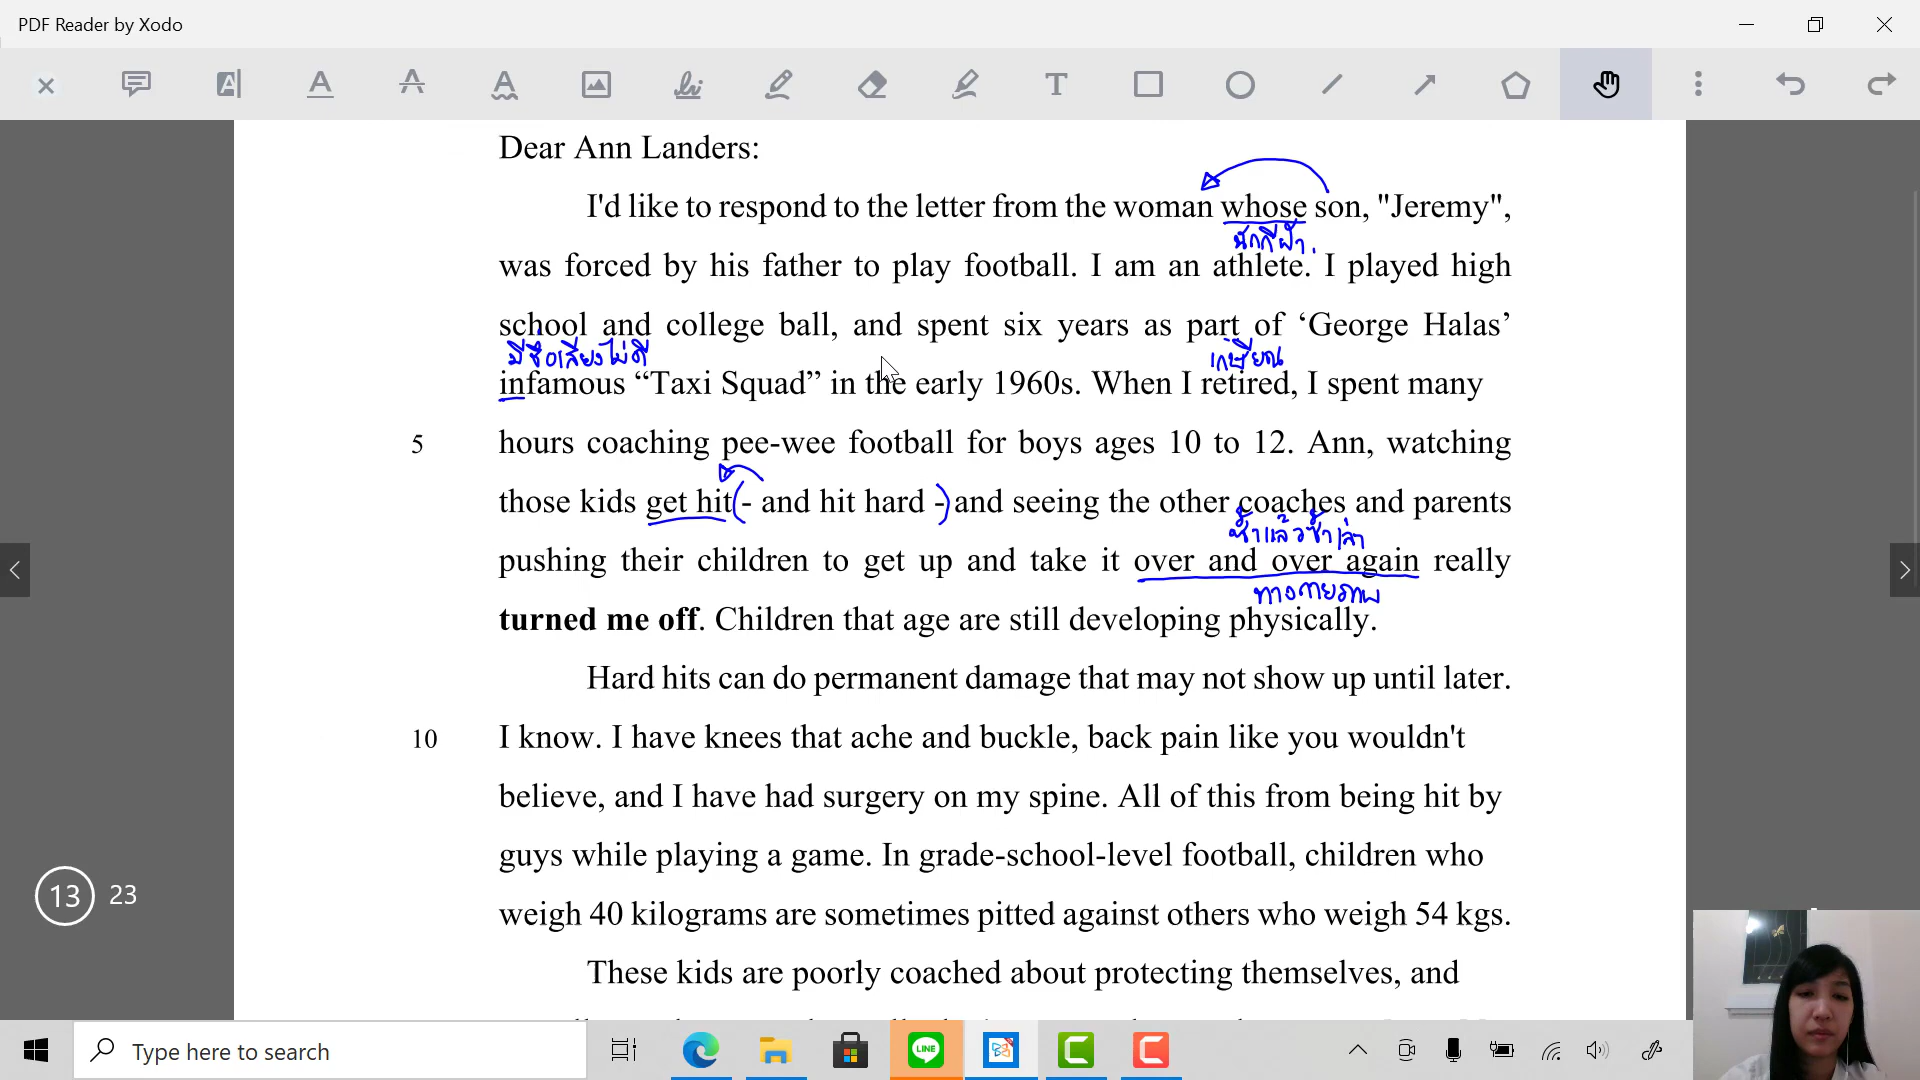 PDF Reader by Xodo
Dear Ann Landers:
I'd like to respond to the letter from the woman whose son, "Jeremy",
นักกีฬา
was forced by his father to play football. I am an athlete. I played high
school and college ball, and spent six years as part of ‘George Halas’
มีชื่อเสียงไม่ดี
เกษียณ
infamous “Taxi Squad” in the early 1960s. When I retired, I spent many
5 hours coaching pee-wee football for boys ages 10 to 12. Ann, watching
those kids get hit (- and hit hard -) and seeing the other coaches and parents
ซ้ำแล้วซ้ำเล่า
pushing their children to get up and take it over and over again really
ทางกายภาพ
turned me off. Children that age are still developing physically.
Hard hits can do permanent damage that may not show up until later.
10 I know. I have knees that ache and buckle, back pain like you wouldn't
believe, and I have had surgery on my spine. All of this from being hit by
guys while playing a game. In grade-school-level football, children who
weigh 40 kilograms are sometimes pitted against others who weigh 54 kgs.
These kids are poorly coached about protecting themselves, and
13 23
Type here to search
LINE